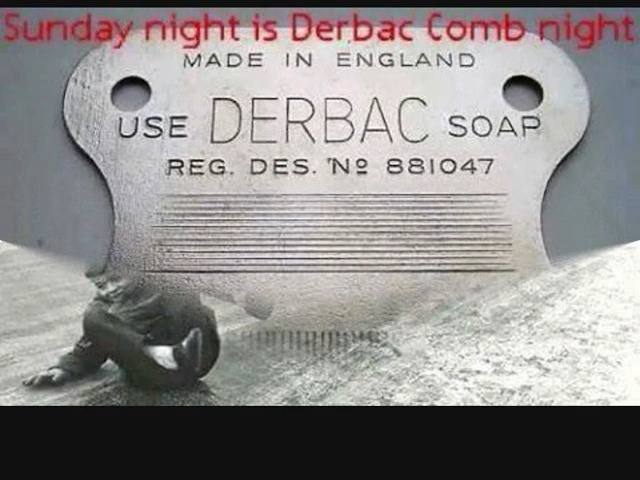 Sunday night is Derbac Comb night
MADE IN ENGLAND
USE DERBAC SOAP
REG. DES. Nº 881047